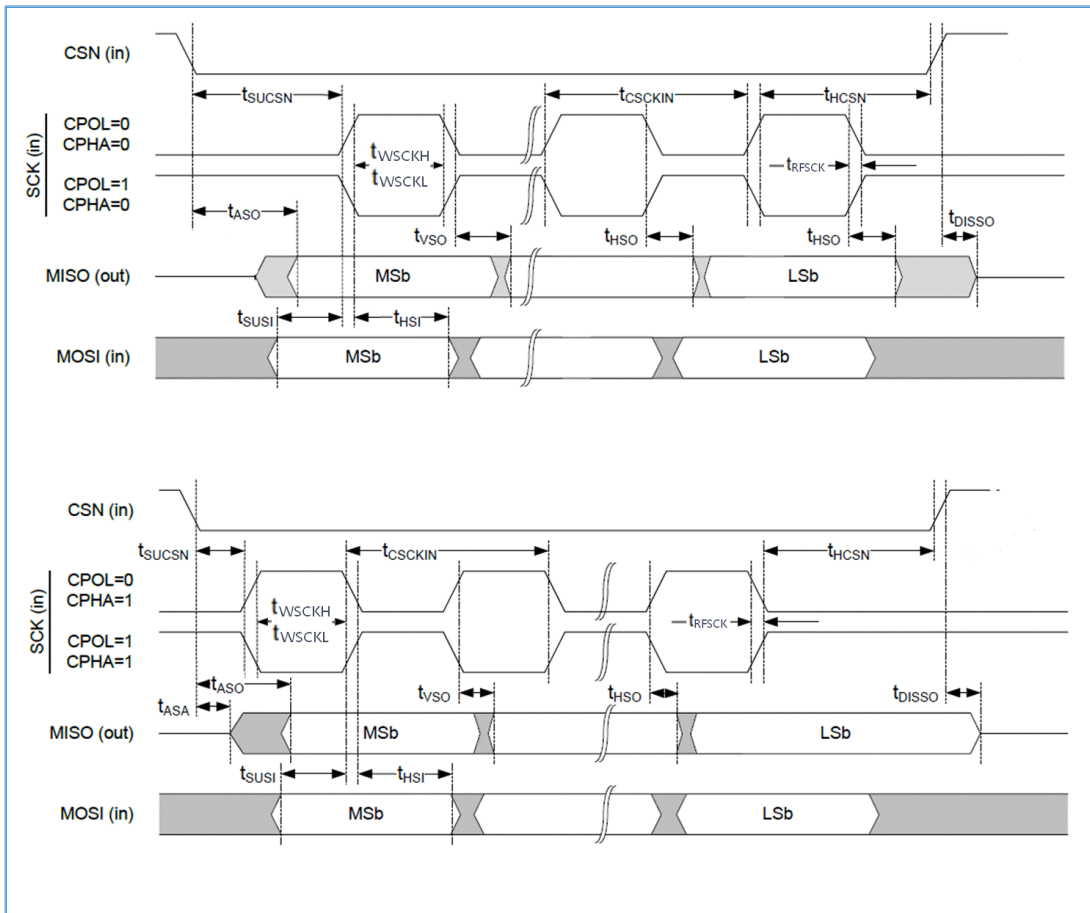 CSN (in)
tSUCSN tCSCKIN tHCSN
SCK (in)
CPOL=0
CPHA=0
CPOL=1
CPHA=0
tWSCKH
tWSCKL
tRFSCK
tASO
tVSO tHSO tHSO tDISSO
MISO (out) MSb LSb
tSUSI tHSI
MOSI (in) MSb LSb
CSN (in)
tSUCSN tCSCKIN tHCSN
SCK (in)
CPOL=0
CPHA=1
CPOL=1
CPHA=1
tWSCKH
tWSCKL
tRFSCK
tASO
tASA
tVSO tHSO tDISSO
MISO (out) MSb LSb
tSUSI tHSI
MOSI (in) MSb LSb